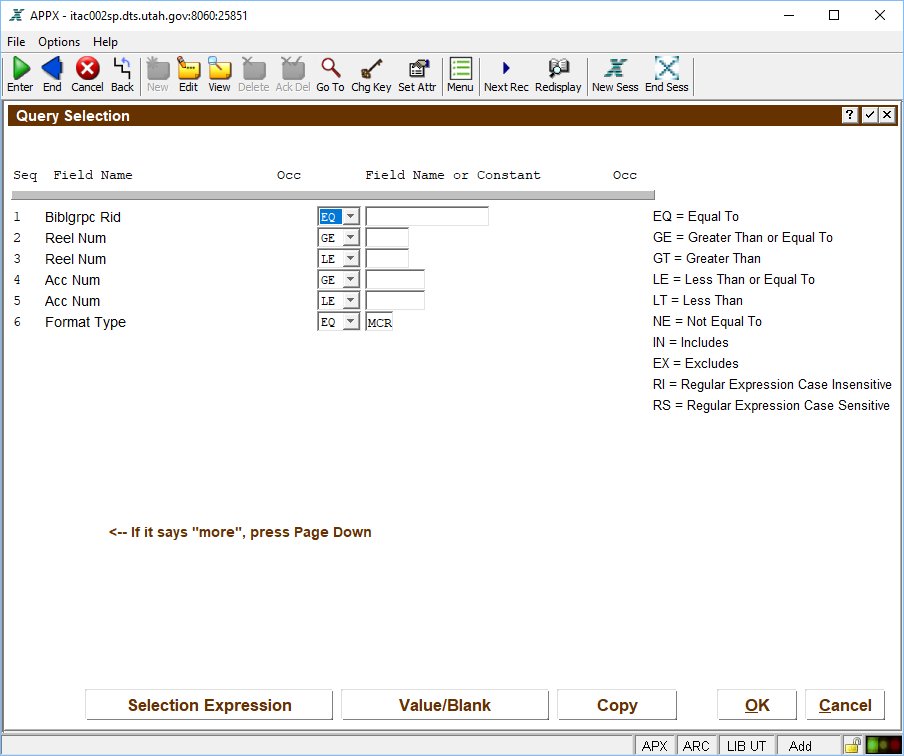 APPX - itac002sp.dts.utah.gov:8060:25851
File Options Help
Enter End Cancel Back New Edit View Delete Ack Del Go To Chg Key Set Attr Menu Next Rec Redisplay New Sess End Sess
Query Selection ?
Seq Field Name Occ Field Name or Constant Occ
1 Biblgrpc Rid EQ EQ = Equal To
2 Reel Num GE GE = Greater Than or Equal To
3 Reel Num LE GT = Greater Than
4 Acc Num GE LE = Less Than or Equal To
5 Acc Num LE LT = Less Than
6 Format Type EQ MCR NE = Not Equal To
IN = Includes
EX = Excludes
RI = Regular Expression Case Insensitive
RS = Regular Expression Case Sensitive
<-- If it says "more", press Page Down
Selection Expression Value/Blank Copy OK Cancel
APPX ARC LIB UT Add